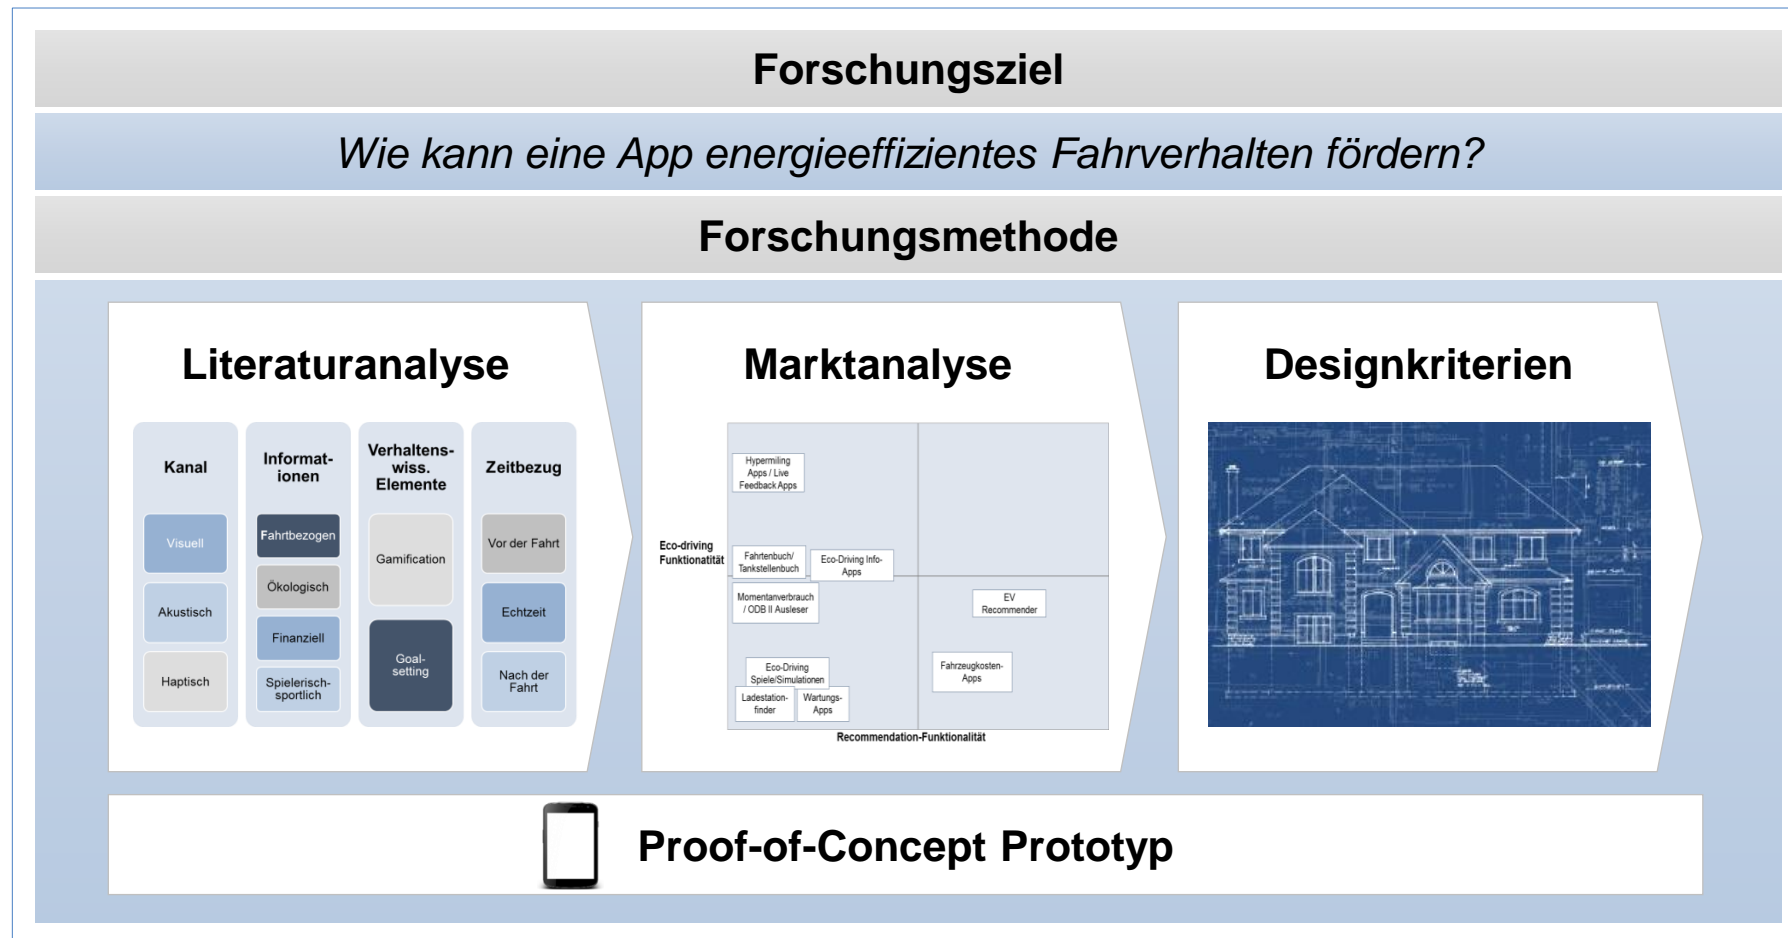 Forschungsziel
Wie kann eine App energieeffizientes Fahrverhalten fördern?
Forschungsmethode
Literaturanalyse
Kanal
Visuell
Akustisch
Haptisch
Informat-
ionen
Fahrtbezogen
Ökologisch
Finanziell
Spielerisch-
sportlich
Verhaltens-
wiss.
Elemente
Gamification
Goal-
setting
Zeitbezug
Vor der Fahrt
Echtzeit
Nach der
Fahrt
Marktanalyse
Eco-driving
Funktionatität
Hypermiling
Apps / Live
Feedback Apps
Fahrtenbuch/
Tankstellenbuch
Eco-Driving Info-
Apps
Momentanverbrauch
/ ODB II Ausleser
EV
Recommender
Eco-Driving
Spiele/Simulationen
Fahrzeugkosten-
Apps
Ladestation-
finder
Wartungs-
Apps
Recommendation-Funktionalität
Designkriterien
Proof-of-Concept Prototyp